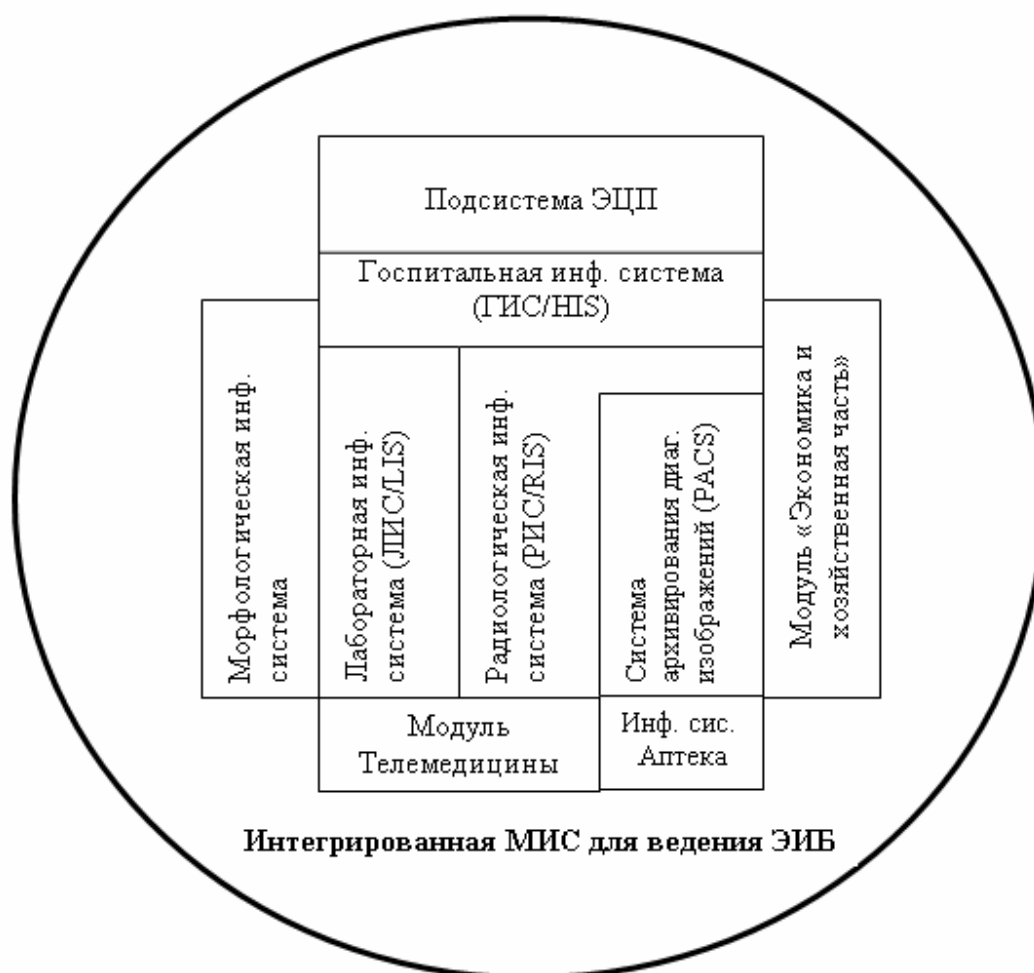 Подсистема ЭЦП
Госпитальная инф. система
(ГИС/HIS)
Морфологическая инф.
система
Лабораторная инф.
система (ЛИС/LIS)
Радиологическая инф.
система (РИС/RIS)
Система
архивирования диаг.
изображений (PACS)
Модуль «Экономика и
хозяйственная часть»
Модуль
Телемедицины
Инф. сис.
Аптека
Интегрированная МИС для ведения ЭИБ